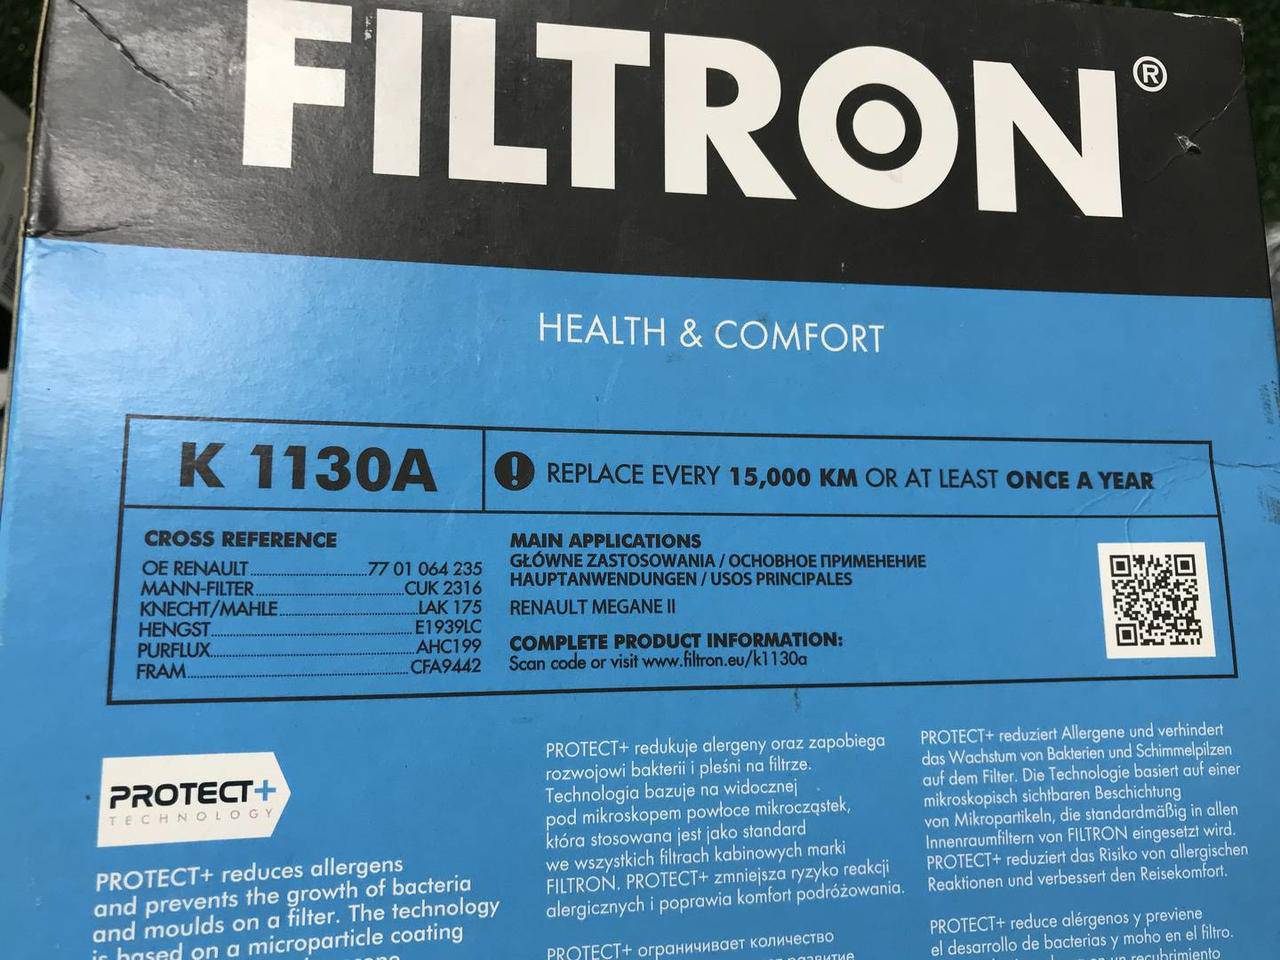 FILTRON®
HEALTH & COMFORT
K 1130A
! REPLACE EVERY 15,000 KM OR AT LEAST ONCE A YEAR
CROSS REFERENCE
OE RENAULT........................77 01 064 235
MANN-FILTER........................CUK 2316
KNECHT/MAHLE........................LAK 175
HENGST........................E1939LC
PURFLUX........................AHC199
FRAM........................CFA9442
MAIN APPLICATIONS
GŁÓWNE ZASTOSOWANIA / ОСНОВНОЕ ПРИМЕНЕНИЕ
HAUPTANWENDUNGEN / USOS PRINCIPALES
RENAULT MEGANE II
COMPLETE PRODUCT INFORMATION:
Scan code or visit www.filtron.eu/k1130a
PROTECT+
TECHNOLOGY
PROTECT+ reduces allergens
and prevents the growth of bacteria
and moulds on a filter. The technology
is based on a microparticle coating
PROTECT+ redukuje alergeny oraz zapobiega
rozwojowi bakterii i pleśni na filtrze.
Technologia bazuje na widocznej
pod mikroskopem powłoce mikrocząstek,
która stosowana jest jako standard
we wszystkich filtrach kabinowych marki
FILTRON. PROTECT+ zmniejsza ryzyko reakcji
alergicznych i poprawia komfort podróżowania.
PROTECT+ ограничивает количество
развитие
PROTECT+ reduziert Allergene und verhindert
das Wachstum von Bakterien und Schimmelpilzen
auf dem Filter. Die Technologie basiert auf einer
mikroskopisch sichtbaren Beschichtung
von Mikropartikeln, die standardmäßig in allen
Innenraumfiltern von FILTRON eingesetzt wird.
PROTECT+ reduziert das Risiko von allergischen
Reaktionen und verbessert den Reisekomfort.
PROTECT+ reduce alérgenos y previene
el desarrollo de bacterias y moho en el filtro.
en un recubrimiento